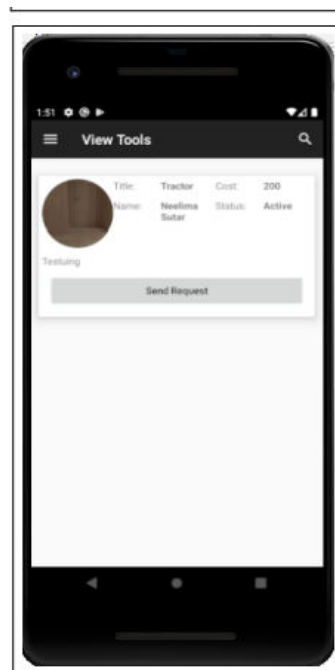 1:51
View Tools
Title: Tractor Cost: 200
Name: Neelima Sutar Status: Active
Testuing
Send Request